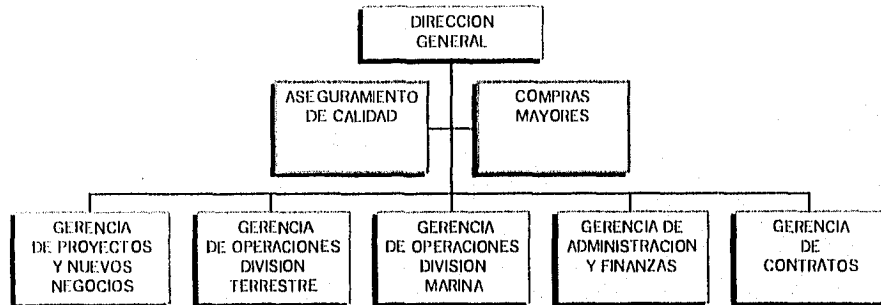 DIRECCION
GENERAL
ASEGURAMIENTO
DE CALIDAD
COMPRAS
MAYORES
GERENCIA
DE PROYECTOS
Y NUEVOS
NEGOCIOS
GERENCIA
DE OPERACIONES
DIVISION
TERRESTRE
GERENCIA
DE OPERACIONES
DIVISION
MARINA
GERENCIA DE
ADMINISTRACION
Y FINANZAS
GERENCIA
DE
CONTRATOS